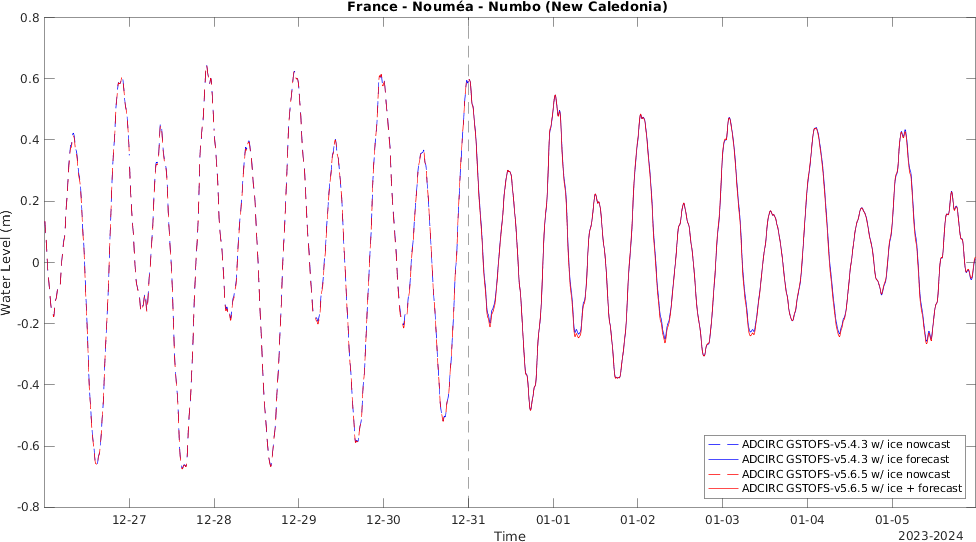 France - Nouméa - Numbo (New Caledonia)
0.8
0.6
0.4
0.2
0
-0.2
-0.4
-0.6
-0.8
Water Level (m)
ADCIRC GSTOFS-v5.4.3 w/ ice nowcast
ADCIRC GSTOFS-v5.4.3 w/ ice forecast
ADCIRC GSTOFS-v5.6.5 w/ ice nowcast
ADCIRC GSTOFS-v5.6.5 w/ ice + forecast
12-27 12-28 12-29 12-30 12-31 01-01 01-02 01-03 01-04 01-05
Time
2023-2024